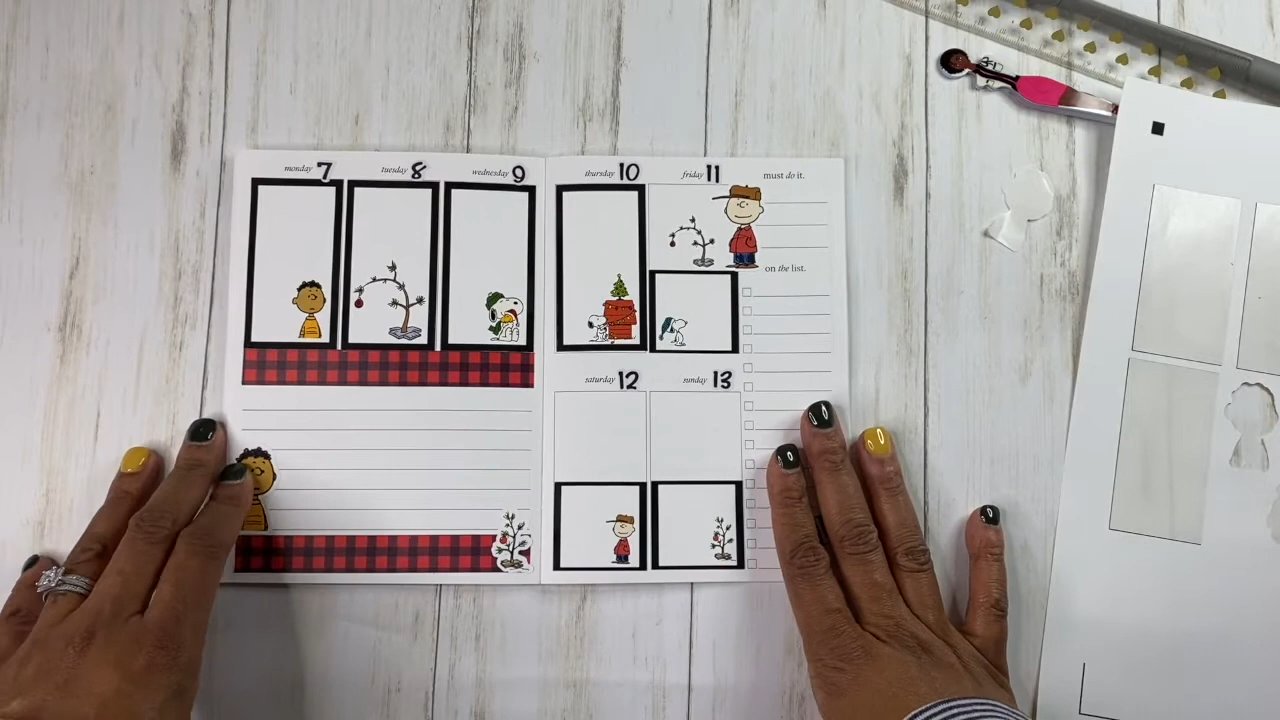 monday 7
tuesday 8
wednesday 9
thursday 10
friday 11
must do it.
on the list.
saturday 12
sunday 13